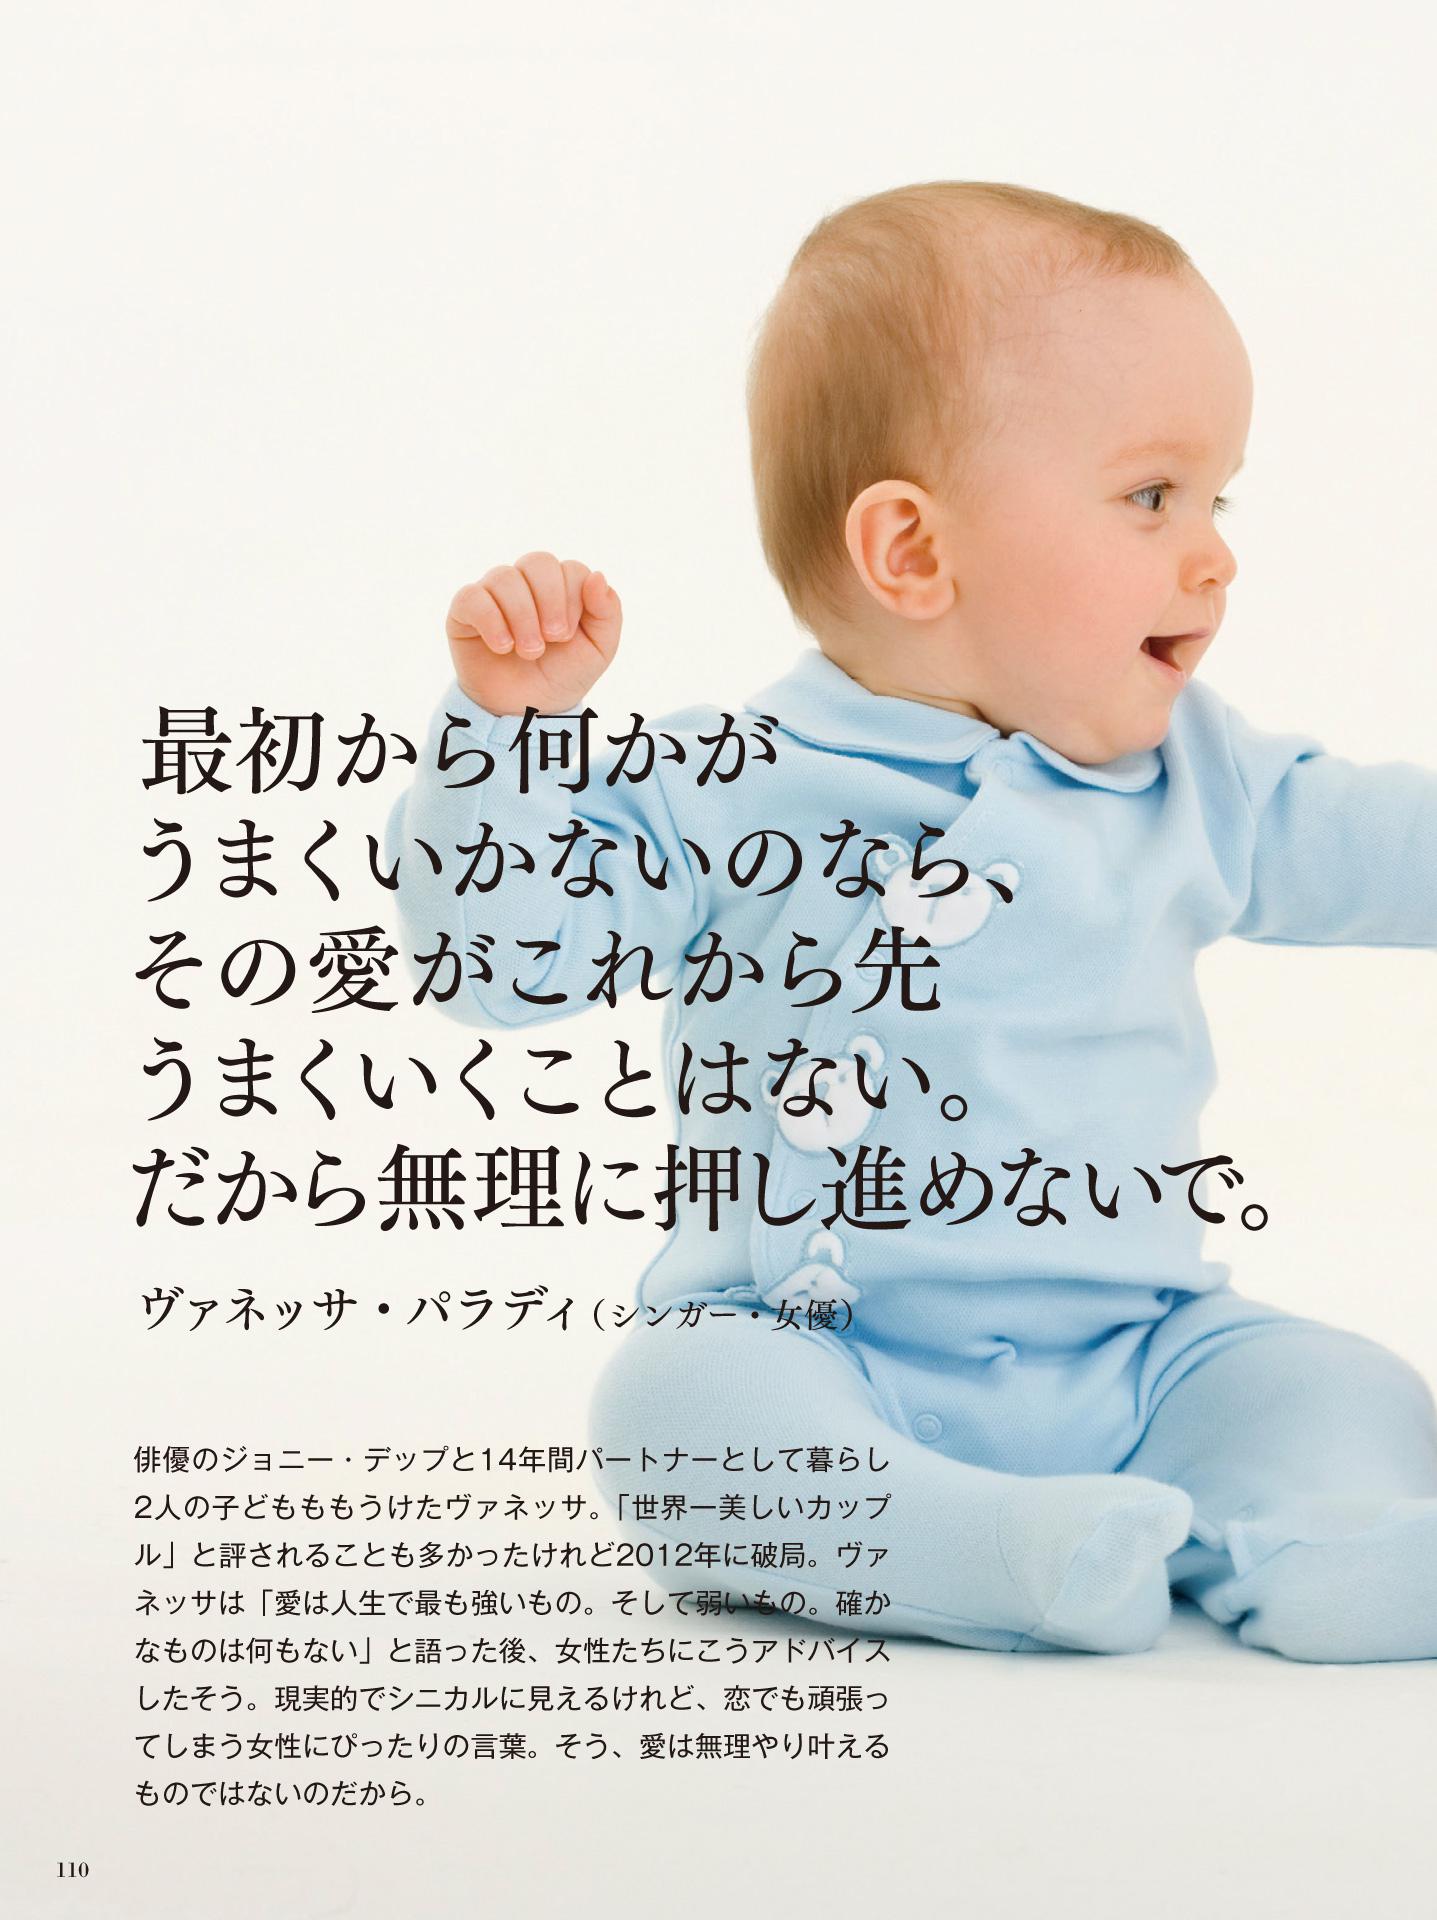 最初から何かが
うまくいかないのなら、
その愛がこれから先
うまくいくことはない。
だから無理に押し進めないで。
ヴァネッサ・パラディ（シンガー・女優）
俳優のジョニー・デップと14年間パートナーとして暮らし
2人の子どもももうけたヴァネッサ。「世界一美しいカップ
ル」と評されることも多かったけれど2012年に破局。ヴァ
ネッサは「愛は人生で最も強いもの。そして弱いもの。確か
なものは何もない」と語った後、女性たちにこうアドバイス
したそう。現実的でシニカルに見えるけれど、恋でも頑張っ
てしまう女性にぴったりの言葉。そう、愛は無理やり叶える
ものではないのだから。
110